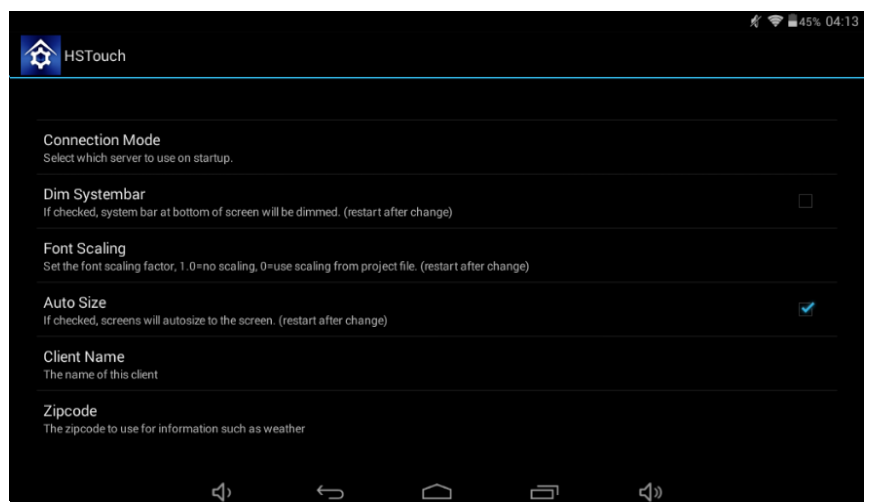 45% 04:13
HSTouch
Connection Mode
Select which server to use on startup.
Dim Systembar
If checked, system bar at bottom of screen will be dimmed. (restart after change)
Font Scaling
Set the font scaling factor, 1.0=no scaling, 0=use scaling from project file. (restart after change)
Auto Size
If checked, screens will autosize to the screen. (restart after change)
Client Name
The name of this client
Zipcode
The zipcode to use for information such as weather